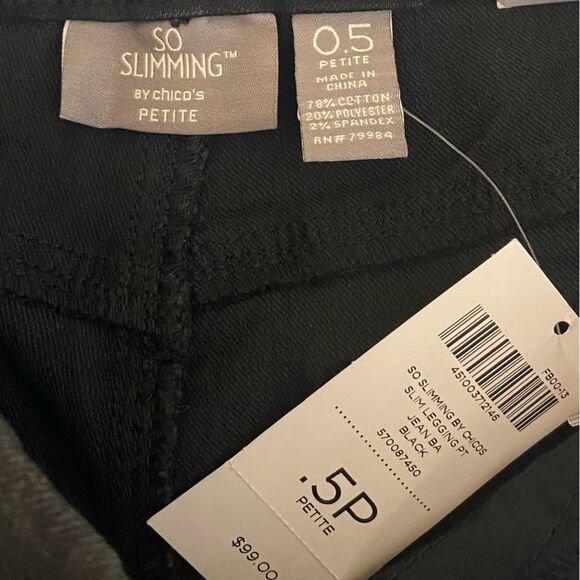 SO
SLIMMING™
BY chico's
PETITE
0.5
PETITE
MADE IN
CHINA
78% COTTON
20% POLYESTER
2% SPANDEX
RN# 79984
FB00-13
451003712146
SO SLIMMING BY CHICOS
SLIM LEGGING PT
JEAN BA
BLACK
570087450
.5P
PETITE
$99.00